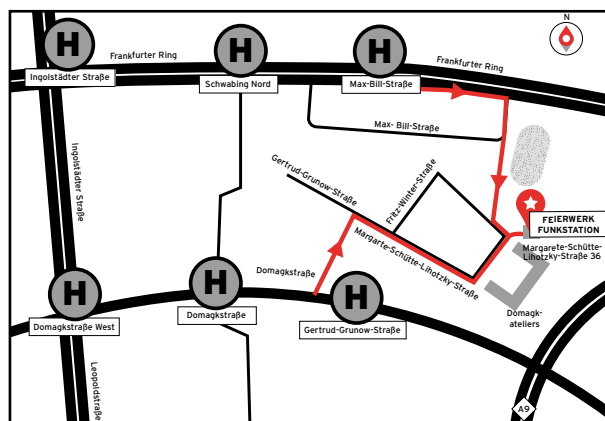 N
H
H
H
Frankfurter Ring
Frankfurter Ring
Ingolstädter Straße
Schwabing Nord
Max-Bill-Straße
Max- Bill-Straße
Ingolstädter Straße
Gertrud-Grunow-Straße
Fritz-Winter-Straße
FEIERWERK
FUNKSTATION
Margarete-Schütte-
Lihotzky-Straße 36
Margarte-Schütte-Lihotzky-Straße
Domagkstraße
H
H
H
Domagkstraße West
Domagkstraße
Gertrud-Grunow-Straße
Domagk-
ateliers
Leopoldstraße
A9